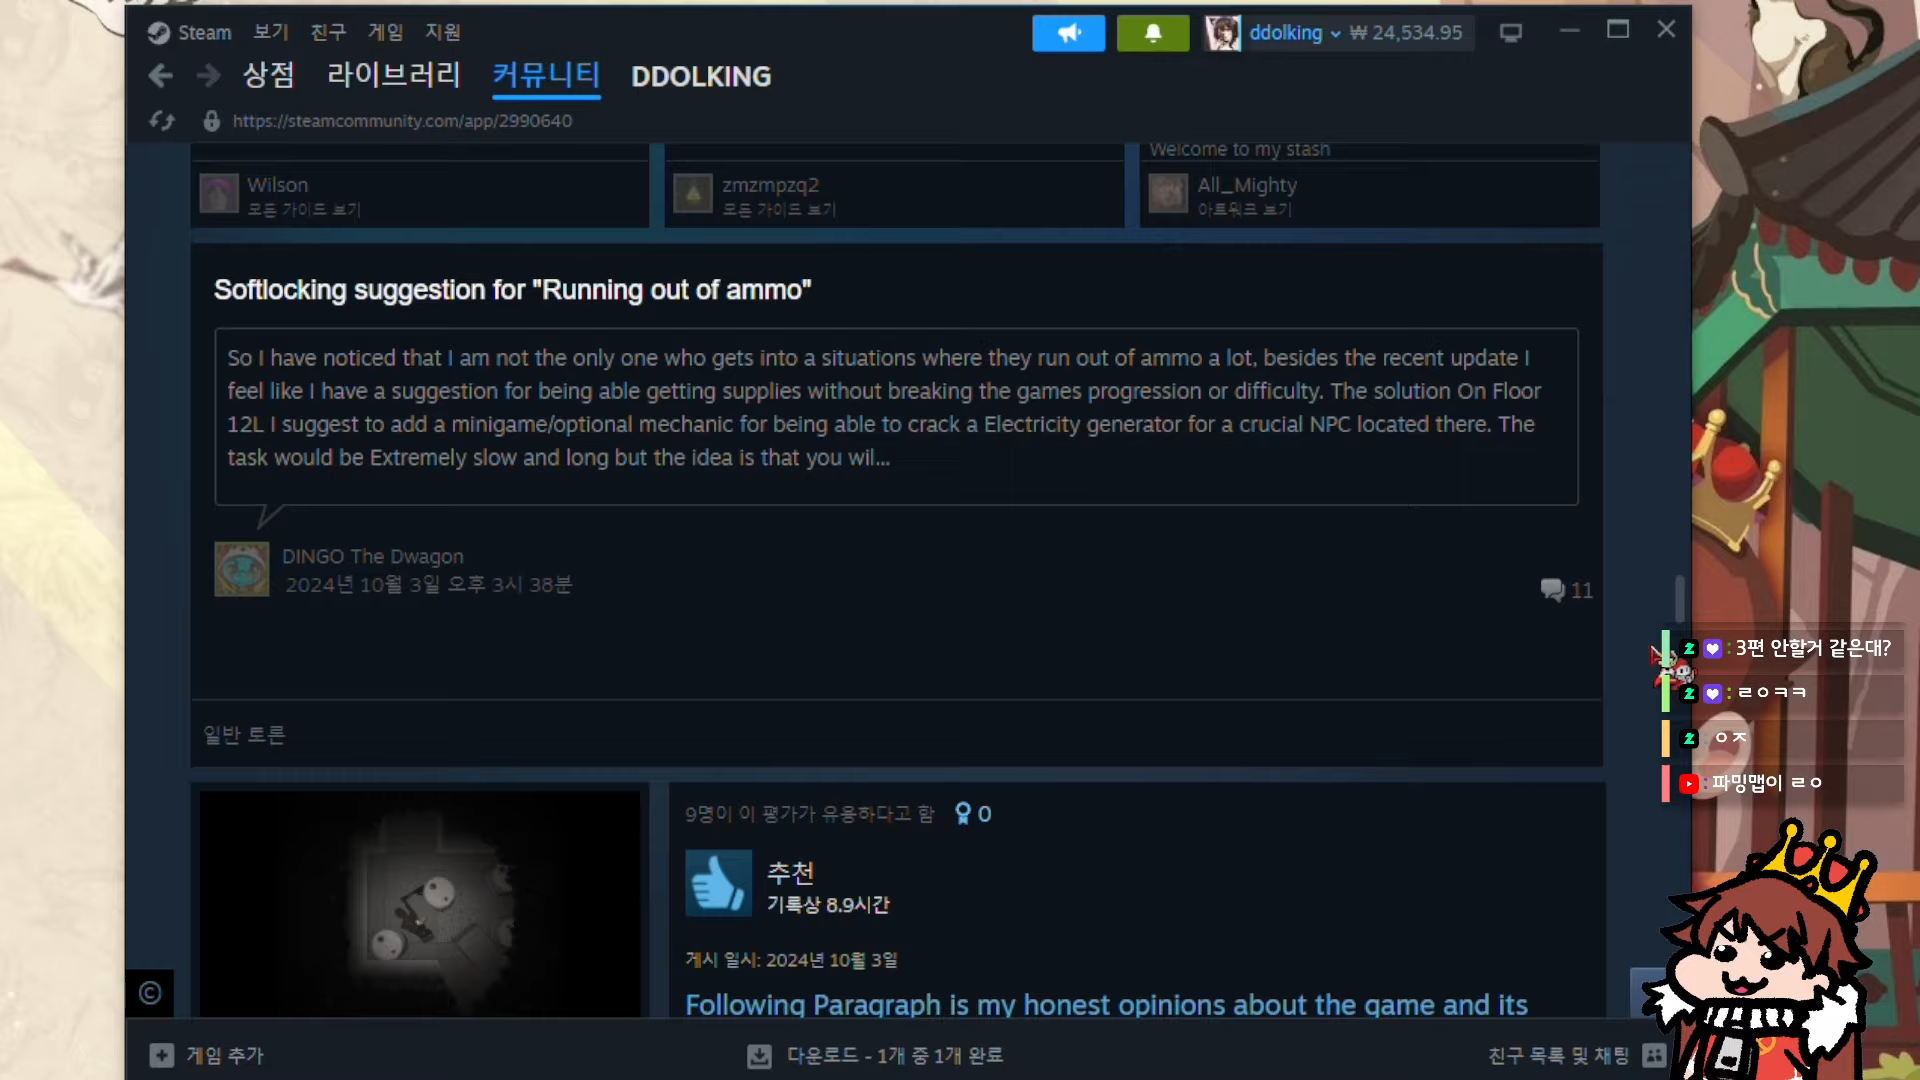 Steam 보기 친구 게임 지원
ddolking ₩ 24,534.95
상점 라이브러리 커뮤니티 DDOLKING
https://steamcommunity.com/app/2990640
Welcome to my stash
Wilson
모든 가이드 보기
zmzmpzq2
모든 가이드 보기
All_Mighty
아트워크 보기
Softlocking suggestion for "Running out of ammo"
So I have noticed that I am not the only one who gets into a situations where they run out of ammo a lot, besides the recent update I
feel like I have a suggestion for being able getting supplies without breaking the games progression or difficulty. The solution On Floor
12L I suggest to add a minigame/optional mechanic for being able to crack a Electricity generator for a crucial NPC located there. The
task would be Extremely slow and long but the idea is that you wil...
DINGO The Dwagon
2024년 10월 3일 오후 3시 38분
11
일반 토론
9명이 이 평가가 유용하다고 함 0
추천
기록상 8.9시간
게시 일시: 2024년 10월 3일
Following Paragraph is my honest opinions about the game and its
: 3편 안할거 같은대?
: ㄹㅇㅋㅋ
: ㅇㅈ
: 파밍맵이 ㄹㅇ
©
게임 추가
다운로드 - 1개 중 1개 완료
친구 목록 및 채팅